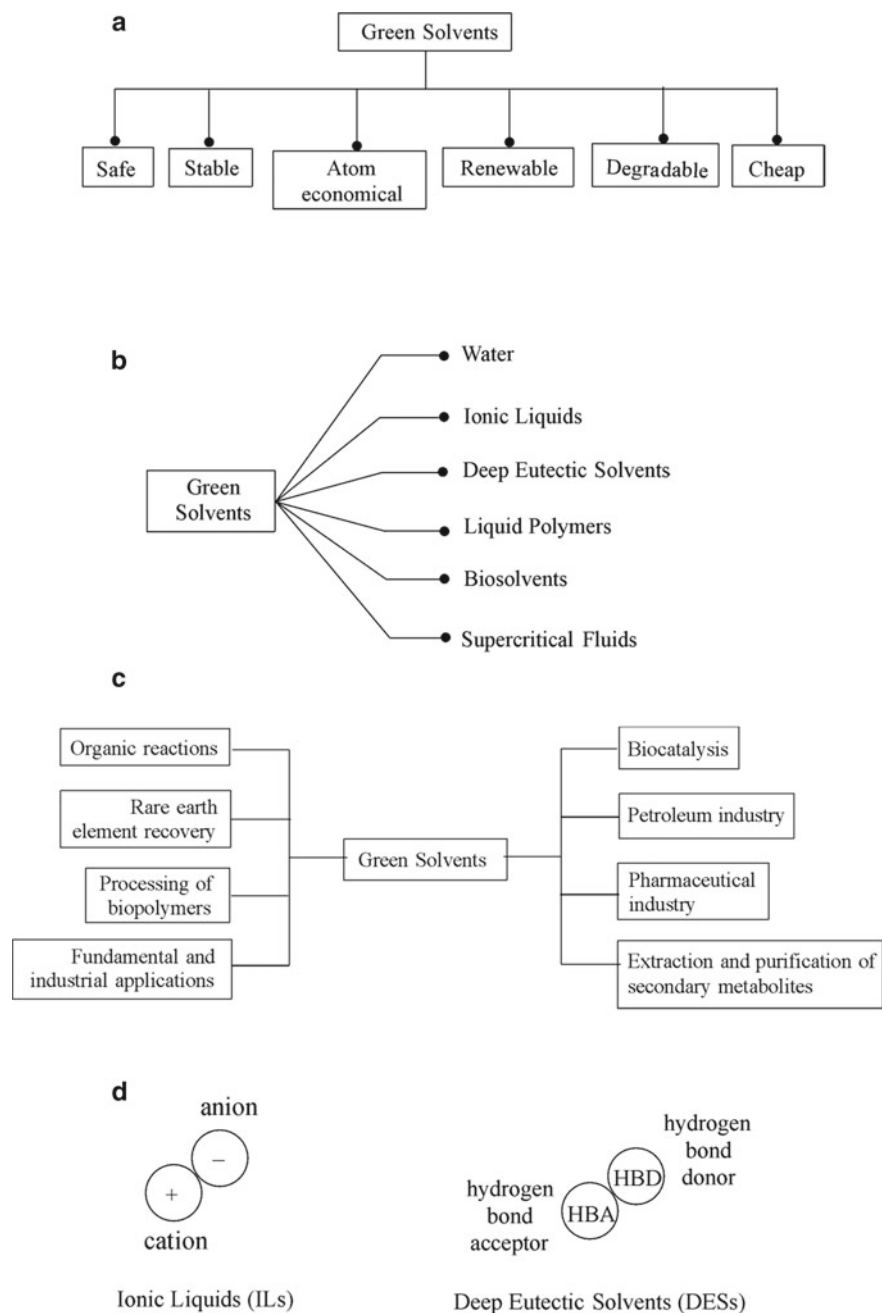 a
Green Solvents
Safe
Stable
Atom
economical
Renewable
Degradable
Cheap
b
Green
Solvents
Water
Ionic Liquids
Deep Eutectic Solvents
Liquid Polymers
Biosolvents
Supercritical Fluids
c
Organic reactions
Rare earth
element recovery
Processing of
biopolymers
Fundamental and
industrial applications
Green Solvents
Biocatalysis
Petroleum industry
Pharmaceutical
industry
Extraction and purification of
secondary metabolites
d
anion
−
+
cation
Ionic Liquids (ILs)
hydrogen
bond
donor
HBD
hydrogen
bond
acceptor
HBA
Deep Eutectic Solvents (DESs)